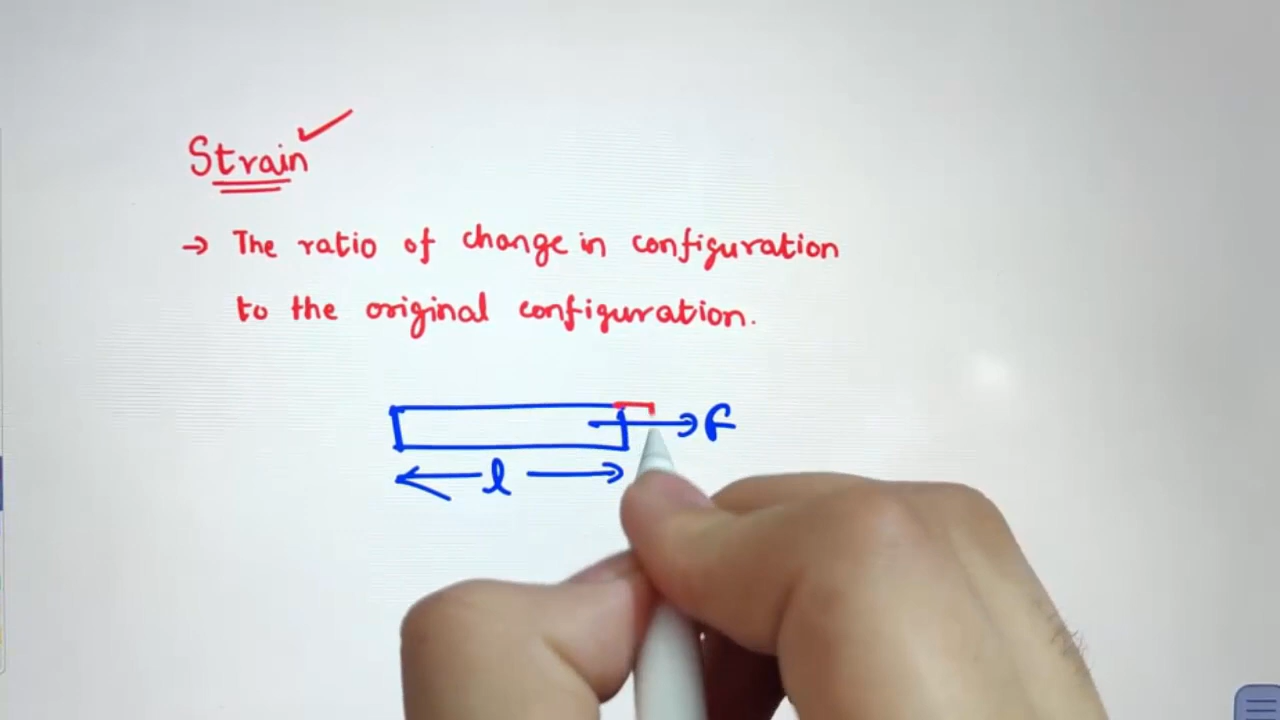 Strain
→ The ratio of change in configuration
to the original configuration.
F
l